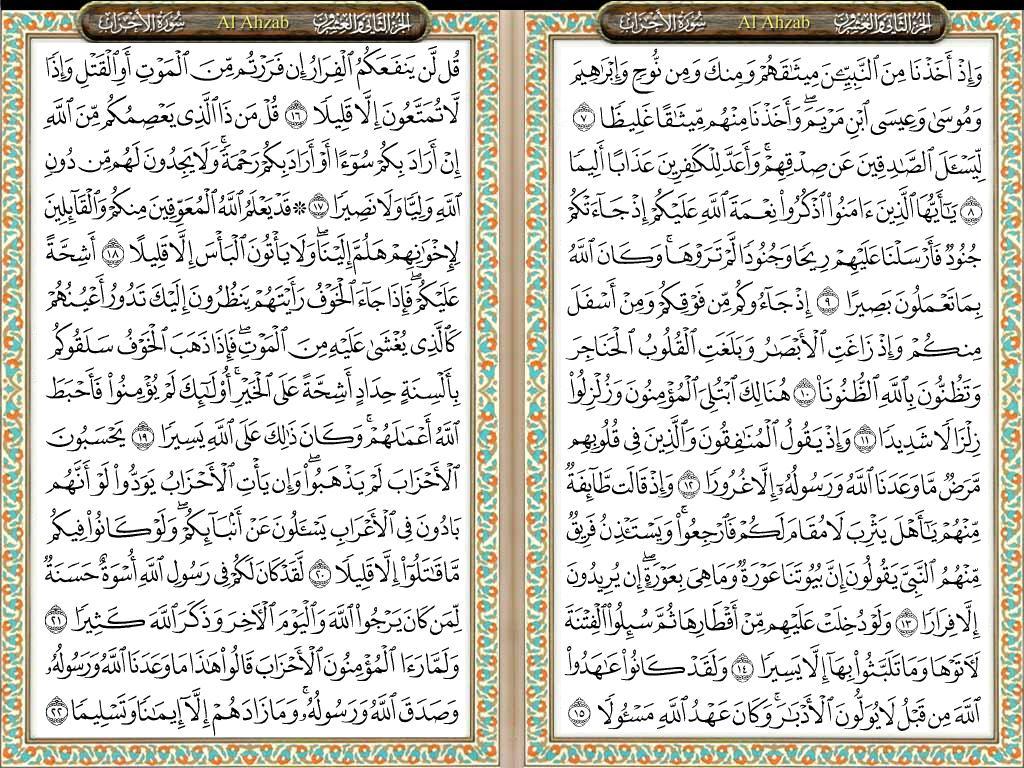 الجزء الثاني والعشرون Al Ahzab سورة الأحزاب
وَإِذْ أَخَذْنَا مِنَ ٱلنَّبِيِّـۧنَ مِيثَـٰقَهُمْ وَمِنكَ وَمِن نُّوحٍ وَإِبْرَٰهِيمَ
وَمُوسَىٰ وَعِيسَى ٱبْنِ مَرْيَمَ ۖ وَأَخَذْنَا مِنْهُم مِّيثَـٰقًا غَلِيظًا ٧
لِّيَسْـَٔلَ ٱلصَّـٰدِقِينَ عَن صِدْقِهِمْ ۚ وَأَعَدَّ لِلْكَـٰفِرِينَ عَذَابًا أَلِيمًا
٨ يَـٰٓأَيُّهَا ٱلَّذِينَ ءَامَنُوا۟ ٱذْكُرُوا۟ نِعْمَةَ ٱللَّهِ عَلَيْكُمْ إِذْ جَآءَتْكُمْ
جُنُودٌ فَأَرْسَلْنَا عَلَيْهِمْ رِيحًا وَجُنُودًا لَّمْ تَرَوْهَا ۚ وَكَانَ ٱللَّهُ
بِمَا تَعْمَلُونَ بَصِيرًا ٩ إِذْ جَآءُوكُم مِّن فَوْقِكُمْ وَمِنْ أَسْفَلَ
مِنكُمْ وَإِذْ زَاغَتِ ٱلْأَبْصَـٰرُ وَبَلَغَتِ ٱلْقُلُوبُ ٱلْحَنَاجِرَ
وَتَظُنُّونَ بِٱللَّهِ ٱلظُّنُونَا۠ ١٠ هُنَالِكَ ٱبْتُلِيَ ٱلْمُؤْمِنُونَ وَزُلْزِلُوا۟
زِلْزَالًا شَدِيدًا ١١ وَإِذْ يَقُولُ ٱلْمُنَـٰفِقُونَ وَٱلَّذِينَ فِى قُلُوبِهِم
مَّرَضٌ مَّا وَعَدَنَا ٱللَّهُ وَرَسُولُهُۥٓ إِلَّا غُرُورًا ١٢ وَإِذْ قَالَت طَّآئِفَةٌ
مِّنْهُمْ يَـٰٓأَهْلَ يَثْرِبَ لَا مُقَامَ لَكُمْ فَٱرْجِعُوا۟ ۚ وَيَسْتَـْٔذِنُ فَرِيقٌ
مِّنْهُمُ ٱلنَّبِىَّ يَقُولُونَ إِنَّ بُيُوتَنَا عَوْرَةٌ وَمَا هِىَ بِعَوْرَةٍ ۖ إِن يُرِيدُونَ
إِلَّا فِرَارًا ١٣ وَلَوْ دُخِلَتْ عَلَيْهِم مِّنْ أَقْطَارِهَا ثُمَّ سُئِلُوا۟ ٱلْفِتْنَةَ
لَـَٔاتَوْهَا وَمَا تَلَبَّثُوا۟ بِهَآ إِلَّا يَسِيرًا ١٤ وَلَقَدْ كَانُوا۟ عَـٰهَدُوا۟
ٱللَّهَ مِن قَبْلُ لَا يُوَلُّونَ ٱلْأَدْبَـٰرَ ۚ وَكَانَ عَهْدُ ٱللَّهِ مَسْـُٔولًا ١٥
الجزء الثاني والعشرون Al Ahzab سورة الأحزاب
قُل لَّن يَنفَعَكُمُ ٱلْفِرَارُ إِن فَرَرْتُم مِّنَ ٱلْمَوْتِ أَوِ ٱلْقَتْلِ وَإِذًا
لَّا تُمَتَّعُونَ إِلَّا قَلِيلًا ١٦ قُلْ مَن ذَا ٱلَّذِى يَعْصِمُكُم مِّنَ ٱللَّهِ
إِنْ أَرَادَ بِكُمْ سُوٓءًا أَوْ أَرَادَ بِكُمْ رَحْمَةً ۚ وَلَا يَجِدُونَ لَهُم مِّن دُونِ
ٱللَّهِ وَلِيًّا وَلَا نَصِيرًا ١٧ ۞ قَدْ يَعْلَمُ ٱللَّهُ ٱلْمُعَوِّقِينَ مِنكُمْ وَٱلْقَآئِلِينَ
لِإِخْوَٰنِهِمْ هَلُمَّ إِلَيْنَا ۖ وَلَا يَأْتُونَ ٱلْبَأْسَ إِلَّا قَلِيلًا ١٨ أَشِحَّةً
عَلَيْكُمْ ۖ فَإِذَا جَآءَ ٱلْخَوْفُ رَأَيْتَهُمْ يَنظُرُونَ إِلَيْكَ تَدُورُ أَعْيُنُهُمْ
كَٱلَّذِى يُغْشَىٰ عَلَيْهِ مِنَ ٱلْمَوْتِ ۖ فَإِذَا ذَهَبَ ٱلْخَوْفُ سَلَقُوكُم
بِأَلْسِنَةٍ حِدَادٍ أَشِحَّةً عَلَى ٱلْخَيْرِ ۚ أُو۟لَـٰٓئِكَ لَمْ يُؤْمِنُوا۟ فَأَحْبَطَ
ٱللَّهُ أَعْمَـٰلَهُمْ ۚ وَكَانَ ذَٰلِكَ عَلَى ٱللَّهِ يَسِيرًا ١٩ يَحْسَبُونَ
ٱلْأَحْزَابَ لَمْ يَذْهَبُوا۟ ۖ وَإِن يَأْتِ ٱلْأَحْزَابُ يَوَدُّوا۟ لَوْ أَنَّهُم
بَادُونَ فِى ٱلْأَعْرَابِ يَسْـَٔلُونَ عَنْ أَنۢبَآئِكُمْ ۖ وَلَوْ كَانُوا۟ فِيكُم
مَّا قَـٰتَلُوٓا۟ إِلَّا قَلِيلًا ٢٠ لَّقَدْ كَانَ لَكُمْ فِى رَسُولِ ٱللَّهِ أُسْوَةٌ حَسَنَةٌ
لِّمَن كَانَ يَرْجُوا۟ ٱللَّهَ وَٱلْيَوْمَ ٱلْـَٔاخِرَ وَذَكَرَ ٱللَّهَ كَثِيرًا ٢١
وَلَمَّا رَءَا ٱلْمُؤْمِنُونَ ٱلْأَحْزَابَ قَالُوا۟ هَـٰذَا مَا وَعَدَنَا ٱللَّهُ وَرَسُولُهُۥ
وَصَدَقَ ٱللَّهُ وَرَسُولُهُۥ ۚ وَمَا زَادَهُمْ إِلَّآ إِيمَـٰنًا وَتَسْلِيمًا ٢٢